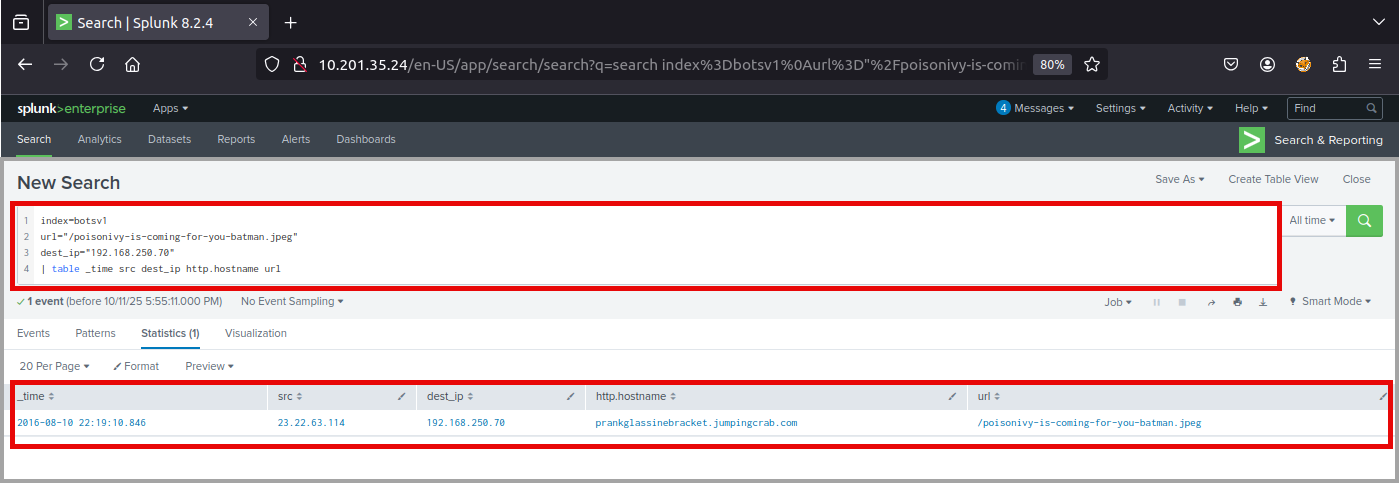 Search | Splunk 8.2.4
10.201.35.24/en-US/app/search/search?q=search index%3Dbotsv1%0Aurl%3D"%2Fpoisonivy-is-comin 80%
splunk>enterprise Apps 4 Messages Settings Activity Help Find
Search Analytics Datasets Reports Alerts Dashboards > Search & Reporting
New Search Save As Create Table View Close
1 index=botsv1
2 url="/poisonivy-is-coming-for-you-batman.jpeg" All time
3 dest_ip="192.168.250.70"
4 | table _time src dest_ip http.hostname url
1 event (before 10/11/25 5:55:11.000 PM) No Event Sampling Job Smart Mode
Events Patterns Statistics (1) Visualization
20 Per Page Format Preview
_time src dest_ip http.hostname url
2016-08-10 22:19:10.846 23.22.63.114 192.168.250.70 prankglassinebracket.jumpingcrab.com /poisonivy-is-coming-for-you-batman.jpeg